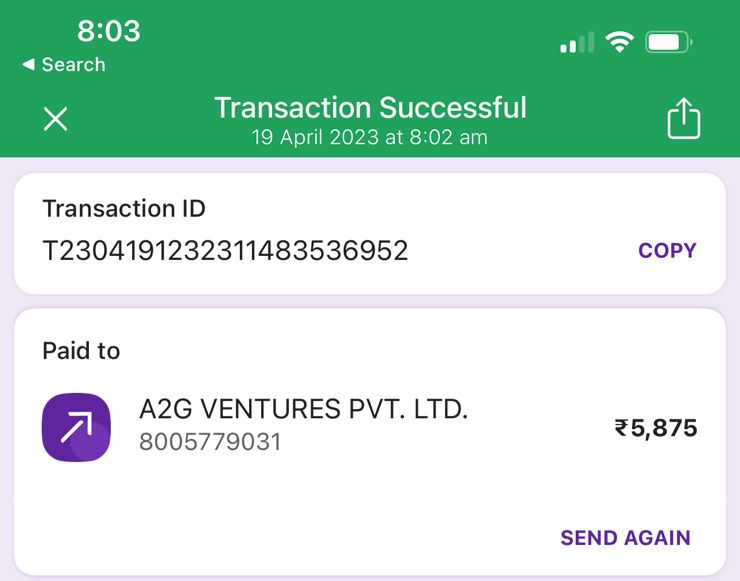 8:03
◀ Search
Transaction Successful
19 April 2023 at 8:02 am
Transaction ID
T2304191232311483536952
COPY
Paid to
A2G VENTURES PVT. LTD.
8005779031
₹5,875
SEND AGAIN